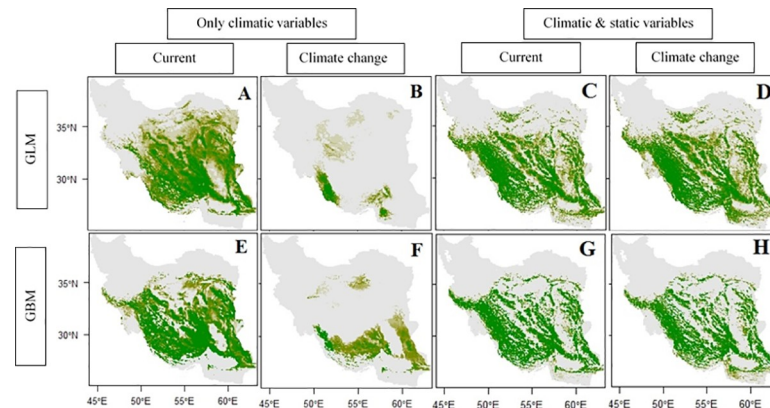 Only climatic variables
Climatic & static variables
Current
Climate change
Current
Climate change
GLM
A
B
C
D
35°N
30°N
GBM
E
F
G
H
35°N
30°N
45°E 50°E 55°E 60°E 45°E 50°E 55°E 60°E 45°E 50°E 55°E 60°E 45°E 50°E 55°E 60°E